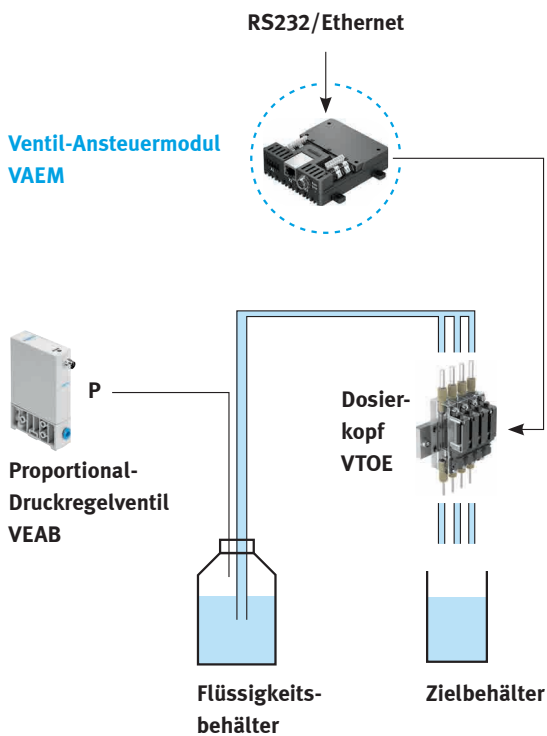 RS232/Ethernet
Ventil-Ansteuermodul
VAEM
P
Proportional-
Druckregelventil
VEAB
Dosier-
kopf
VTOE
Flüssigkeits-
behälter
Zielbehälter